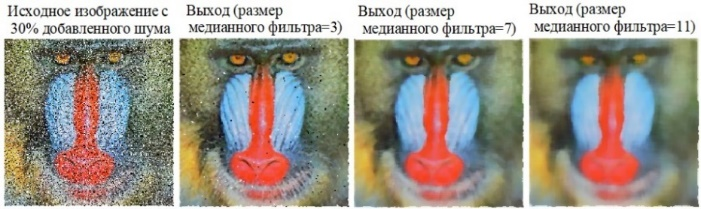 Исходное изображение с
30% добавленного шума
Выход (размер
медианного фильтра=3)
Выход (размер
медианного фильтра=7)
Выход (размер
медианного фильтра=11)